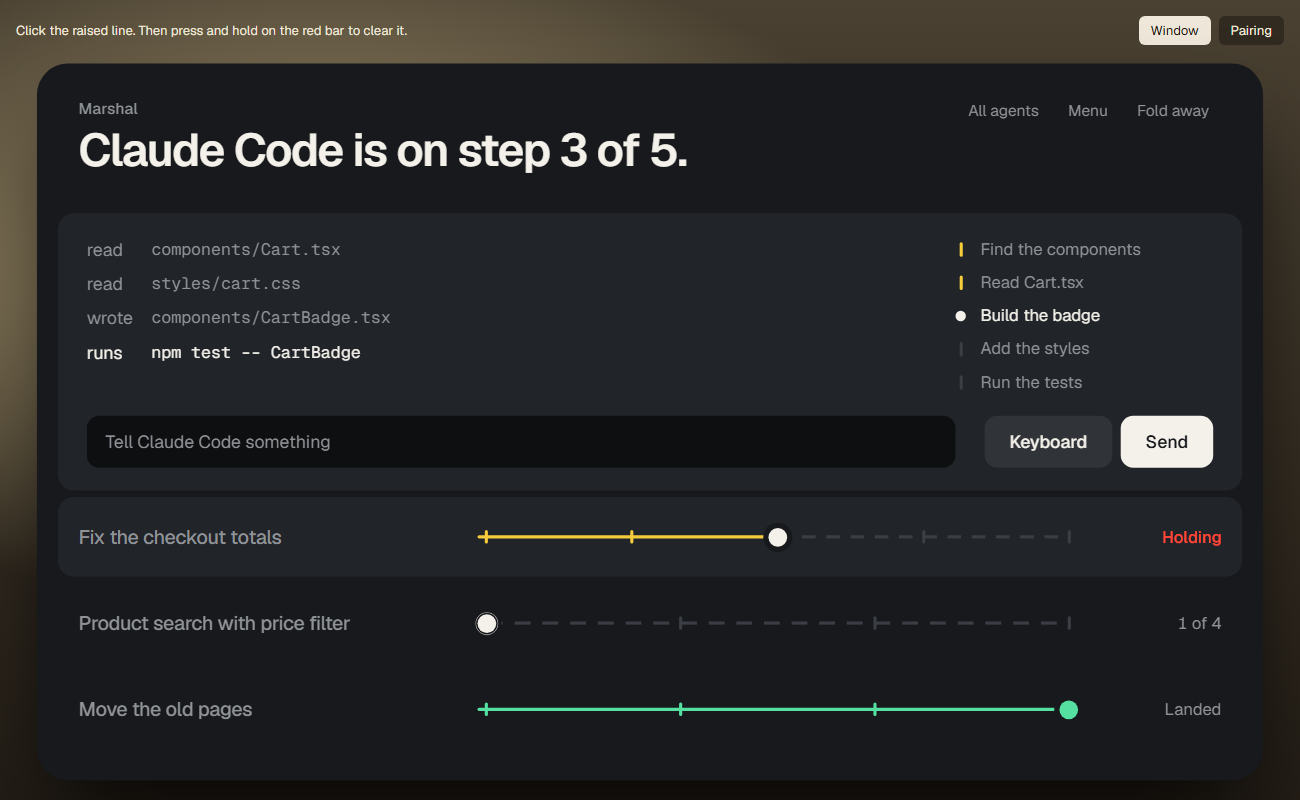 Click the raised line. Then press and hold on the red bar to clear it.
Window
Pairing
Marshal
All agents
Menu
Fold away
Claude Code is on step 3 of 5.
read components/Cart.tsx
read styles/cart.css
wrote components/CartBadge.tsx
runs npm test -- CartBadge
Find the components
Read Cart.tsx
Build the badge
Add the styles
Run the tests
Tell Claude Code something
Keyboard
Send
Fix the checkout totals
Holding
Product search with price filter
1 of 4
Move the old pages
Landed